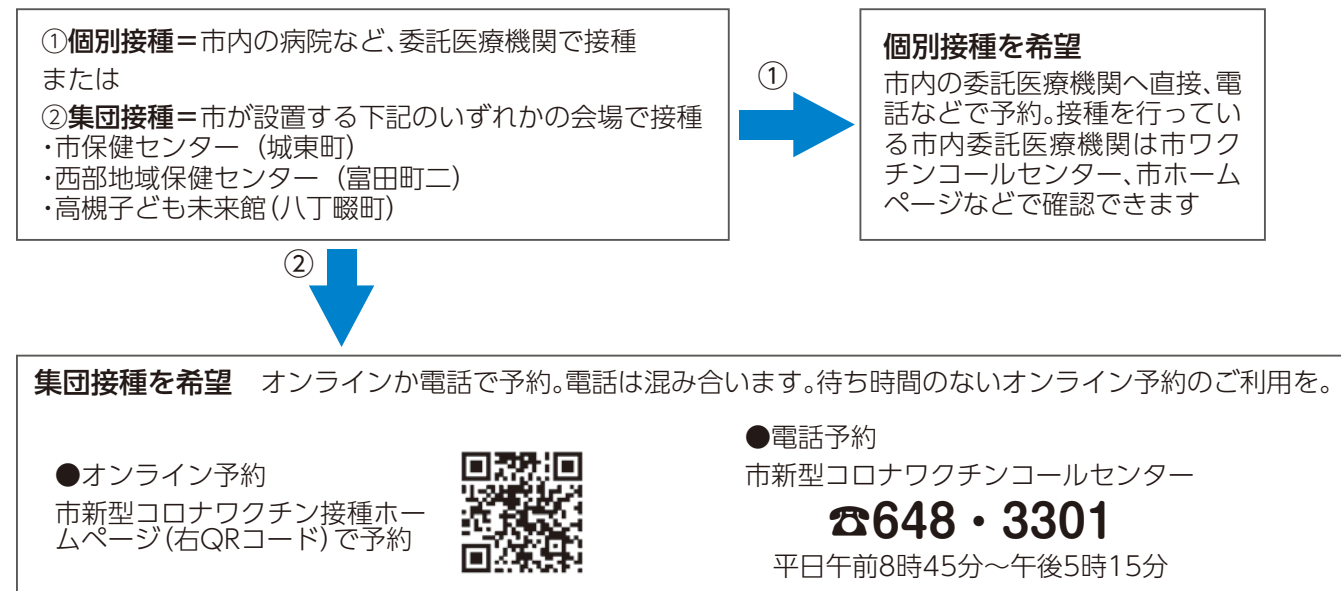 ①個別接種＝市内の病院など、委託医療機関で接種
または
②集団接種＝市が設置する下記のいずれかの会場で接種
・市保健センター（城東町）
・西部地域保健センター（富田町二）
・高槻子ども未来館（八丁畷町）
①
個別接種を希望
市内の委託医療機関へ直接、電
話などで予約。接種を行ってい
る市内委託医療機関は市ワク
チンコールセンター、市ホーム
ページなどで確認できます
②
集団接種を希望　オンラインか電話で予約。電話は混み合います。待ち時間のないオンライン予約のご利用を。
●オンライン予約
市新型コロナワクチン接種ホー
ムページ（右QRコード）で予約
●電話予約
市新型コロナワクチンコールセンター
☎648・3301
平日午前8時45分～午後5時15分